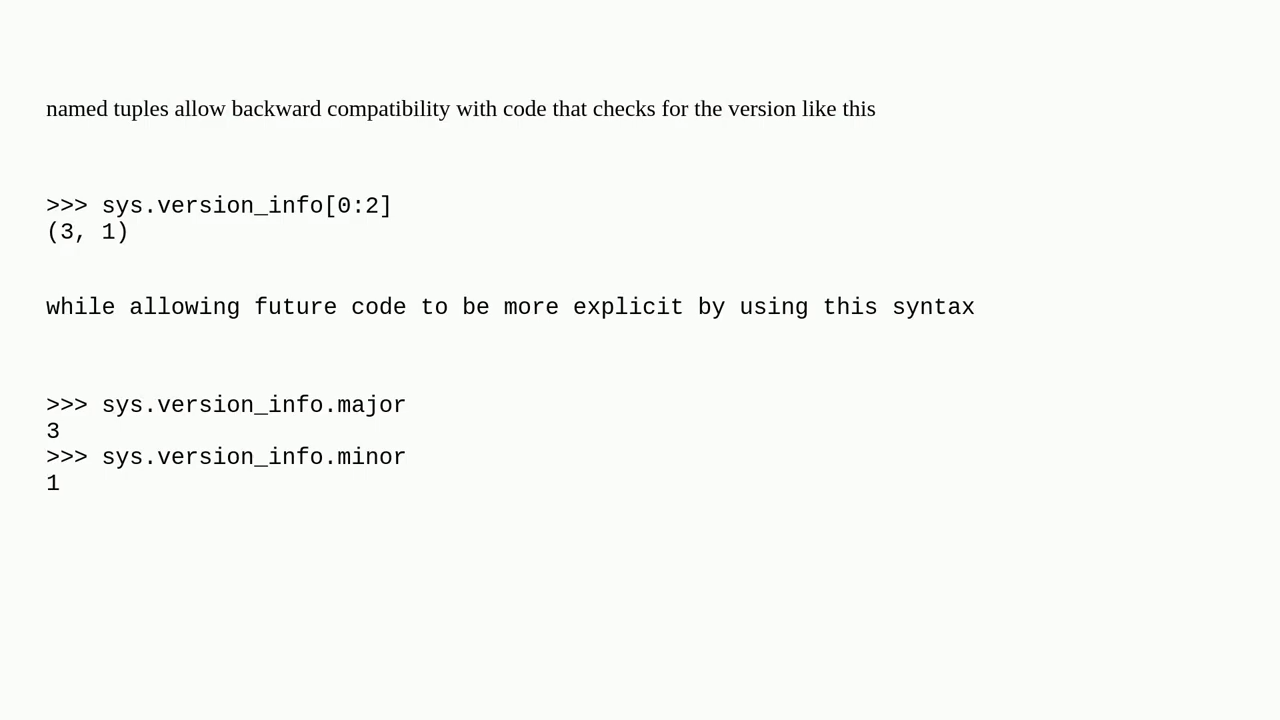 named tuples allow backward compatibility with code that checks for the version like this
>>> sys.version_info[0:2]
(3, 1)
while allowing future code to be more explicit by using this syntax
>>> sys.version_info.major
3
>>> sys.version_info.minor
1